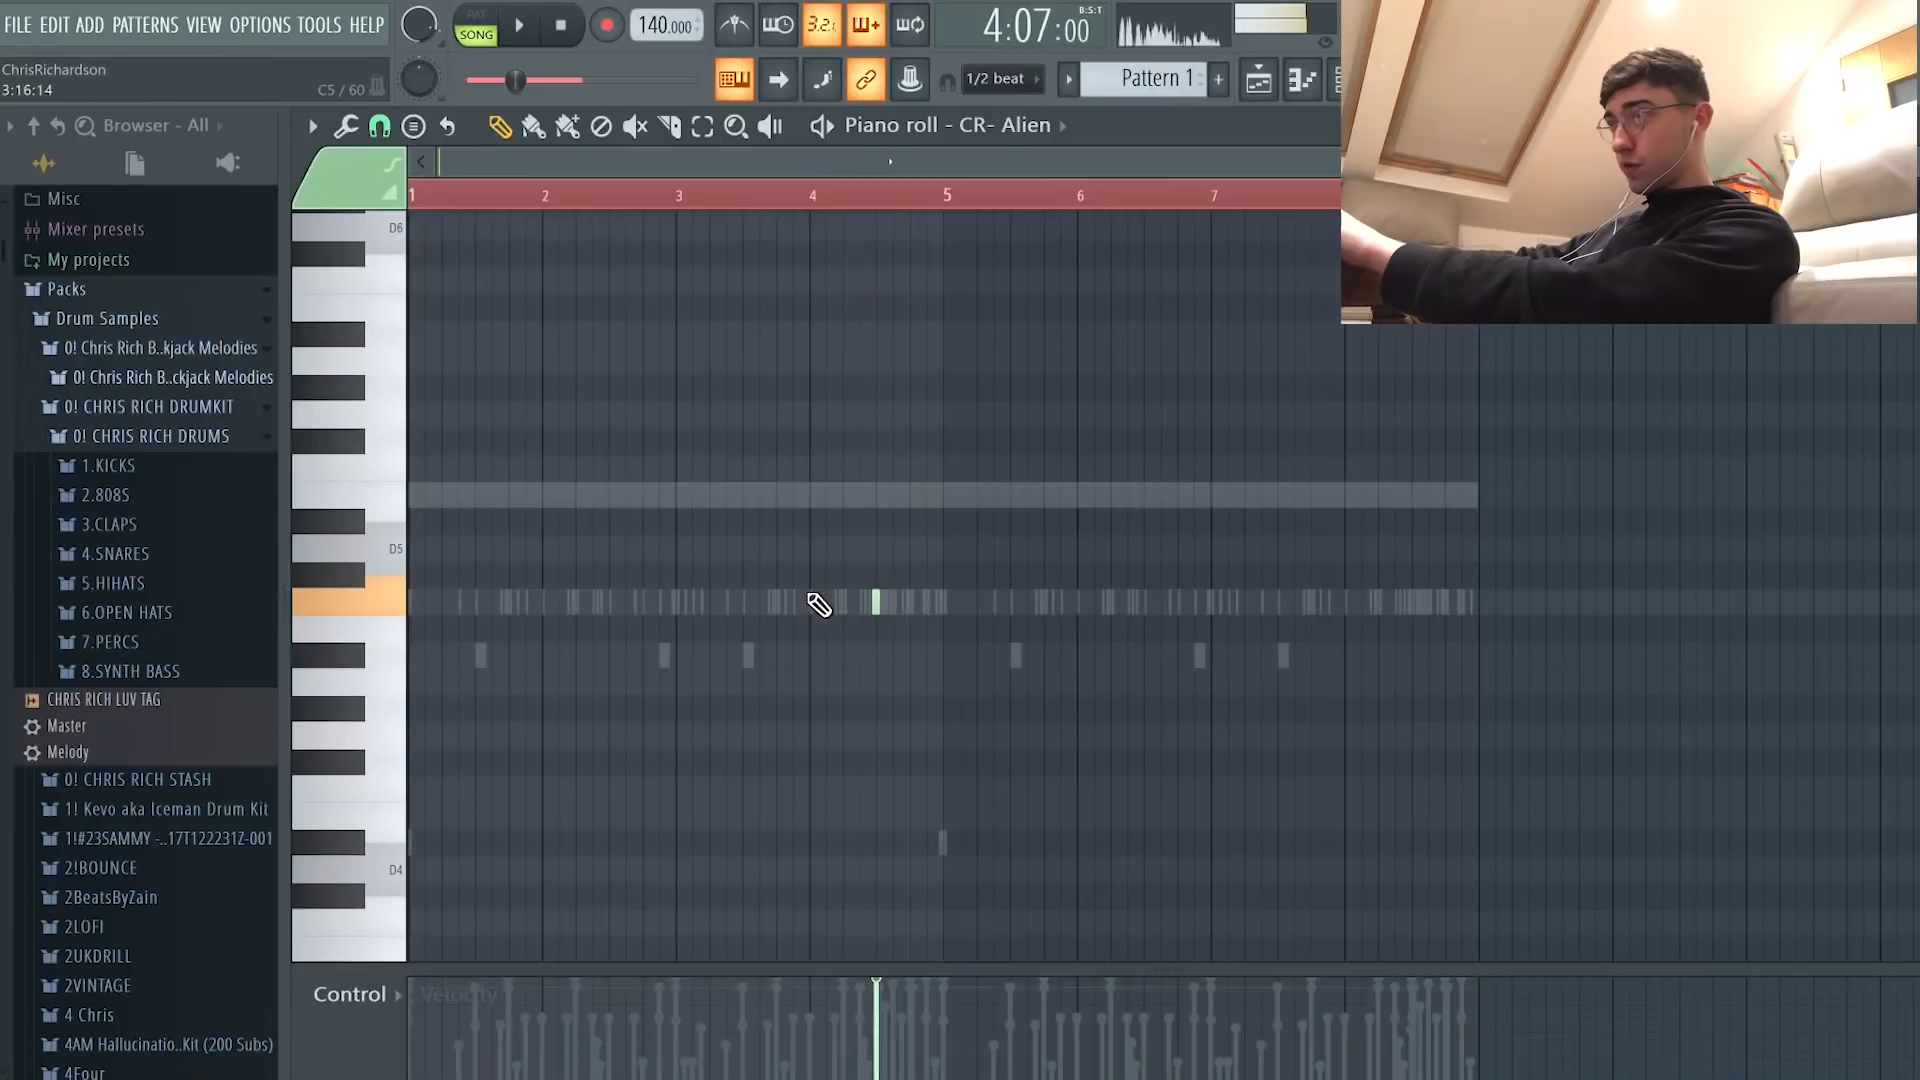 FILE EDIT ADD PATTERNS VIEW OPTIONS TOOLS HELP
PAT
SONG
140.000
3.2.
4:07:00
B:S:T
ChrisRichardson
3:16:14
C5 / 60
1/2 beat
Pattern 1
+
Browser - All
Piano roll - CR- Alien
1 2 3 4 5 6 7
Misc
Mixer presets
My projects
Packs
Drum Samples
0! Chris Rich B..kjack Melodies
0! Chris Rich B..ckjack Melodies
0! CHRIS RICH DRUMKIT
0! CHRIS RICH DRUMS
1.KICKS
2.808S
3.CLAPS
4.SNARES
5.HIHATS
6.OPEN HATS
7.PERCS
8.SYNTH BASS
CHRIS RICH LUV TAG
Master
Melody
0! CHRIS RICH STASH
1! Kevo aka Iceman Drum Kit
1!#23SAMMY -..17T122231Z-001
2!BOUNCE
2BeatsByZain
2LOFI
2UKDRILL
2VINTAGE
4 Chris
4AM Hallucinatio..Kit (200 Subs)
4Four
D6
D5
D4
Control
Velocity